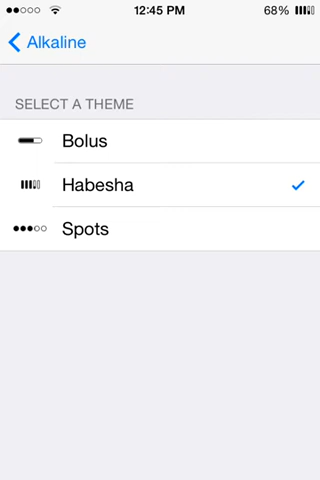 12:45 PM
68%
Alkaline
SELECT A THEME
Bolus
Habesha
Spots